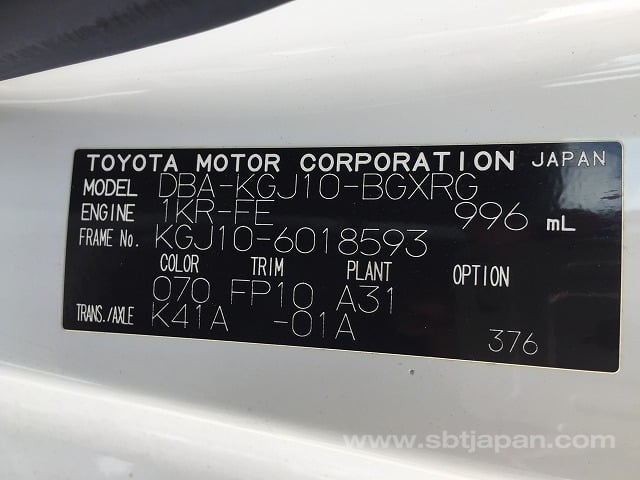 TOYOTA MOTOR CORPORATION JAPAN
MODEL DBA-KGJ10-BGXRG
ENGINE 1KR-FE 996 mL
FRAME No. KGJ10-6018593
COLOR TRIM PLANT OPTION
070 FP10 A31
TRANS./AXLE K41A -01A 376
www.sbtjapan.com